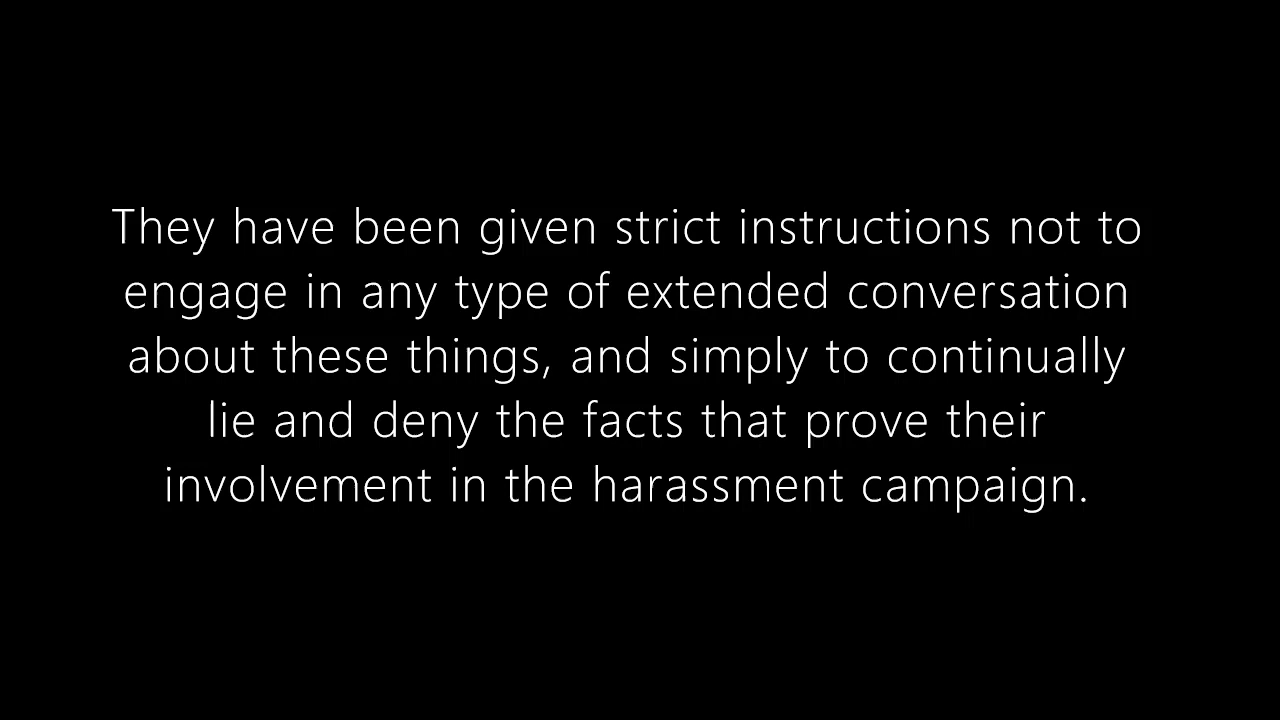 They have been given strict instructions not to
engage in any type of extended conversation
about these things, and simply to continually
lie and deny the facts that prove their
involvement in the harassment campaign.